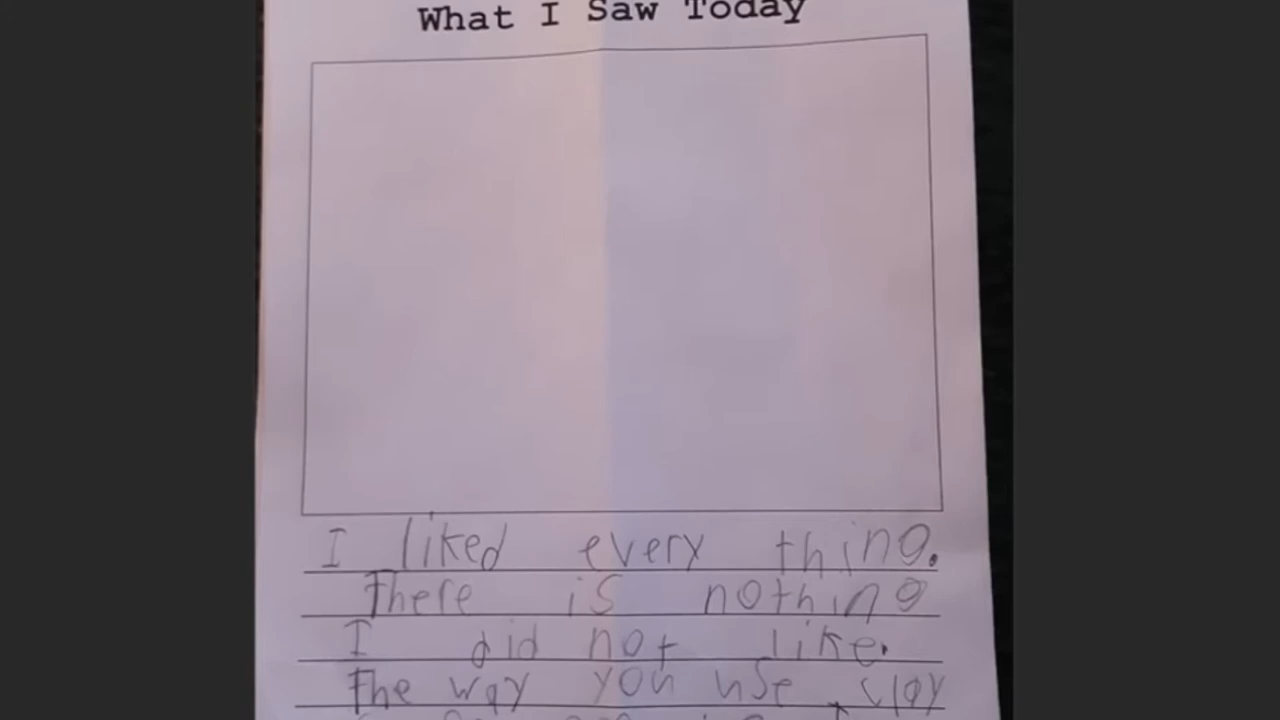 What I Saw Today
I liked every thing.
There is nothing
I did not like.
The way you use clay